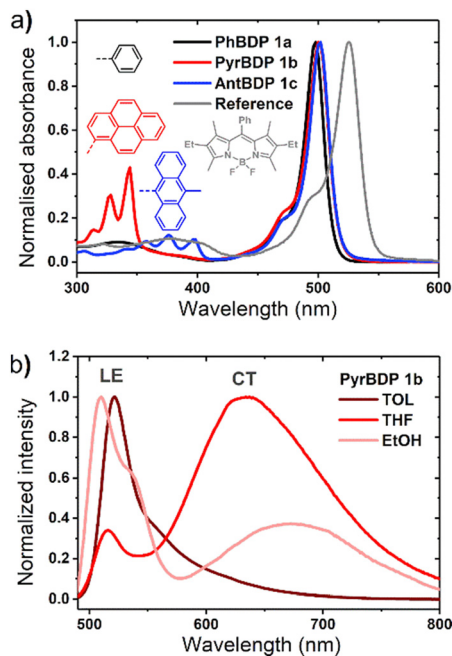 a)
1.0
0.8
0.6
0.4
0.2
0.0
Normalised absorbance
PhBDP 1a
PyrBDP 1b
AntBDP 1c
Reference
Ph
Et
Et
N
N
B
F
F
300
400
500
600
Wavelength (nm)
b)
1.2
1.0
0.8
0.6
0.4
0.2
0.0
Normalized intensity
LE
CT
PyrBDP 1b
TOL
THF
EtOH
500
600
700
800
Wavelength (nm)